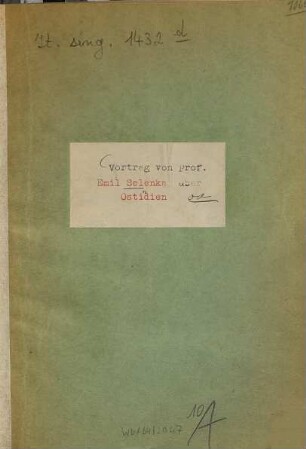 It. sing. 1432 d
Vortrag von Prof.
Emil Selenka über
Ostidien
10
A